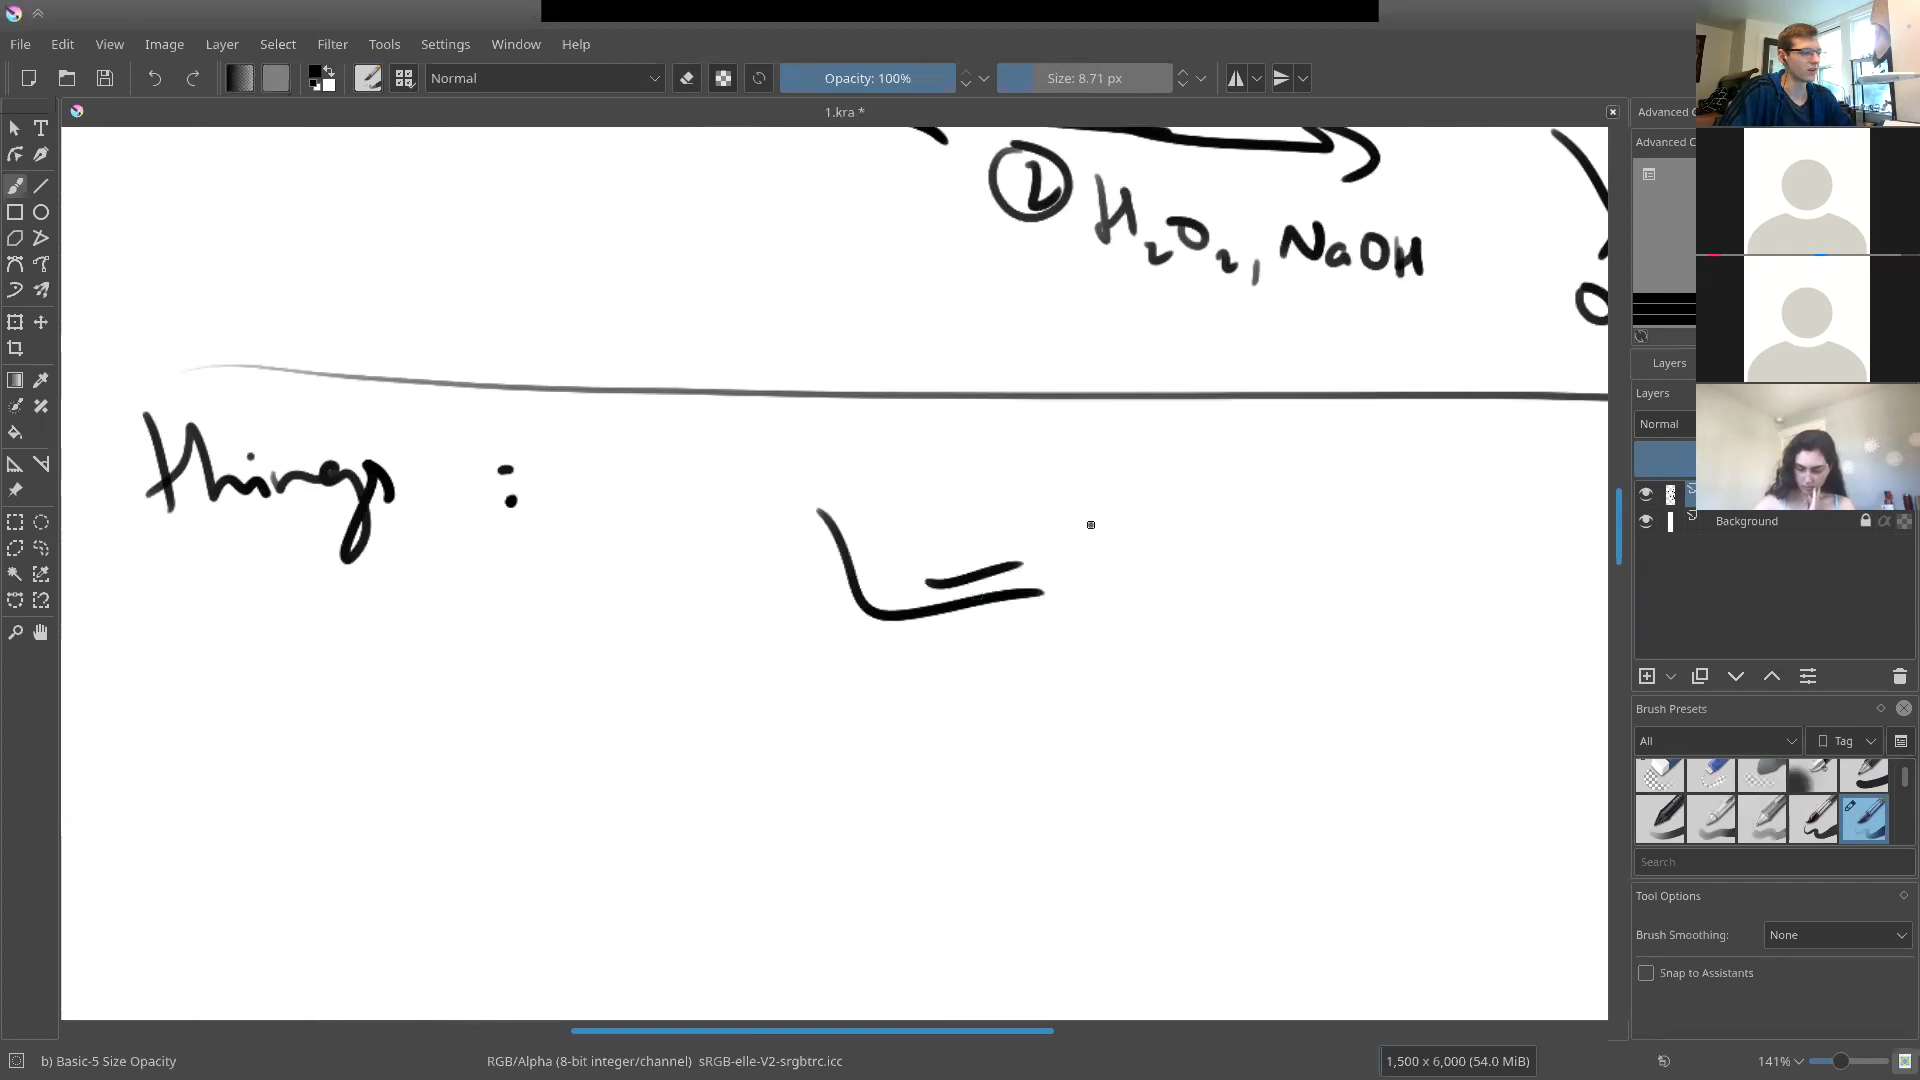 File Edit View Image Layer Select Filter Tools Settings Window Help
Normal Opacity: 100% Size: 8.71 px
1.kra *
Advanced C
Advanced C
② H₂O₂, NaOH
O
things :
Layers
Layers
Normal
Background
Brush Presets
All Tag
Search
Tool Options
Brush Smoothing: None
Snap to Assistants
b) Basic-5 Size Opacity RGB/Alpha (8-bit integer/channel) sRGB-elle-V2-srgbtrc.icc 1,500 x 6,000 (54.0 MiB) 141%